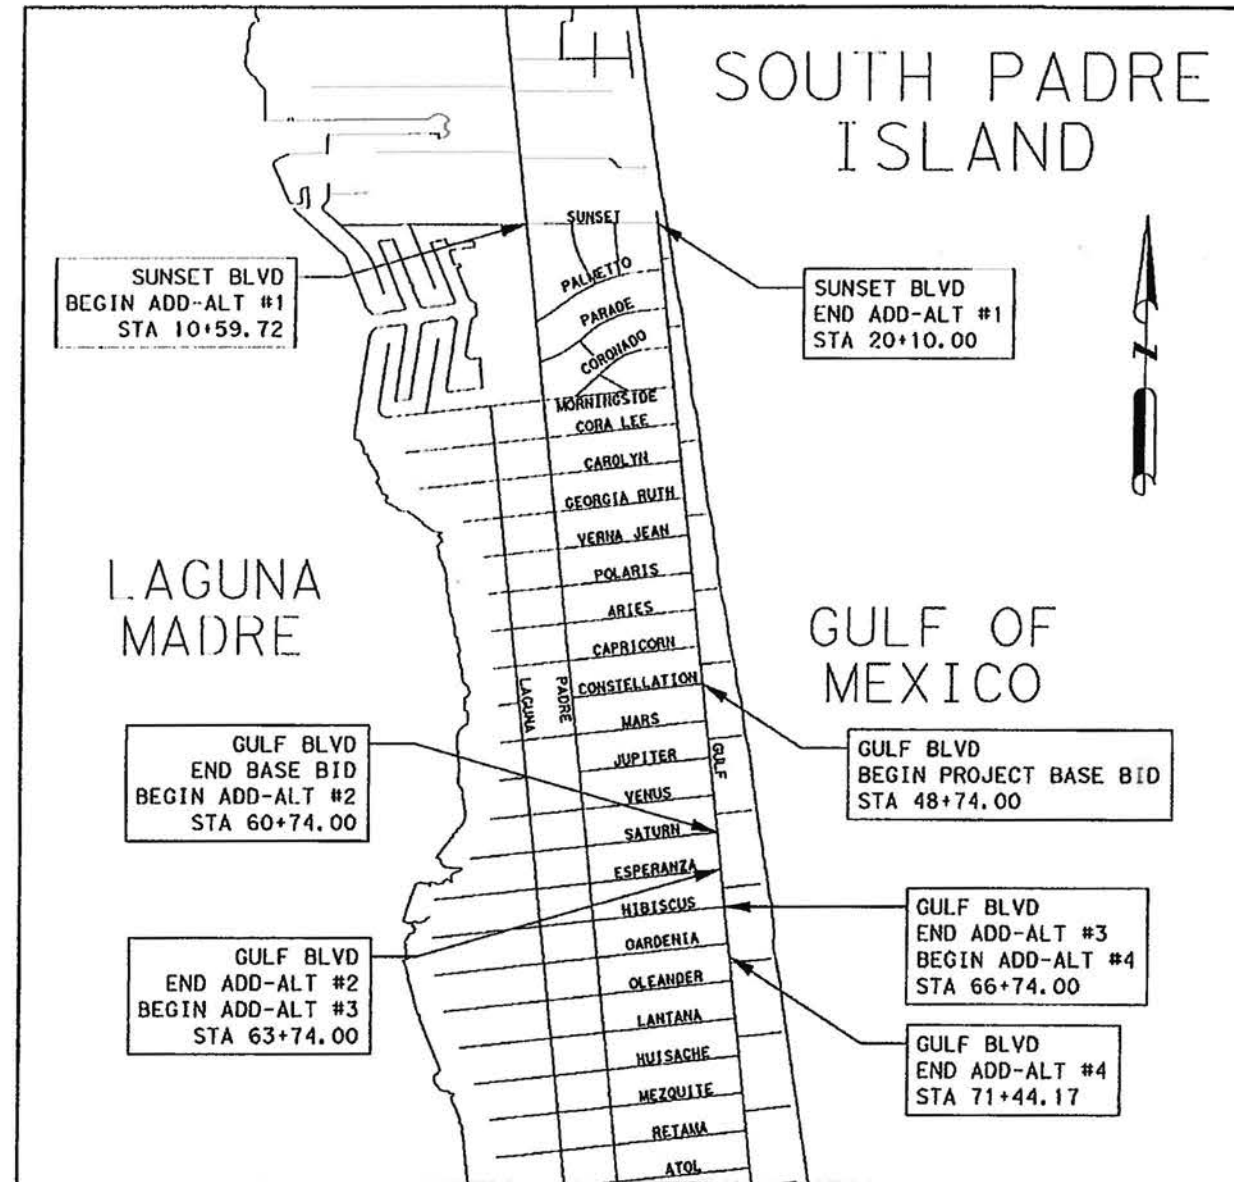 SOUTH PADRE
ISLAND
SUNSET
SUNSET BLVD
BEGIN ADD-ALT #1
STA 10+59.72
PALMETTO
SUNSET BLVD
END ADD-ALT #1
STA 20+10.00
PARADE
CORONADO
N
MORNINGSIDE
CORA LEE
CAROLYN
GEORGIA RUTH
VERNA JEAN
POLARIS
ARIES
CAPRICORN
LAGUNA
MADRE
GULF OF
MEXICO
LAGUNA
PADRE
CONSTELLATION
MARS
JUPITER
GULF
VENUS
SATURN
ESPERANZA
HIBISCUS
GARDENIA
OLEANDER
LANTANA
HUISACHE
MEZQUITE
RETAMA
ATOL
GULF BLVD
END BASE BID
BEGIN ADD-ALT #2
STA 60+74.00
GULF BLVD
BEGIN PROJECT BASE BID
STA 48+74.00
GULF BLVD
END ADD-ALT #2
BEGIN ADD-ALT #3
STA 63+74.00
GULF BLVD
END ADD-ALT #3
BEGIN ADD-ALT #4
STA 66+74.00
GULF BLVD
END ADD-ALT #4
STA 71+44.17